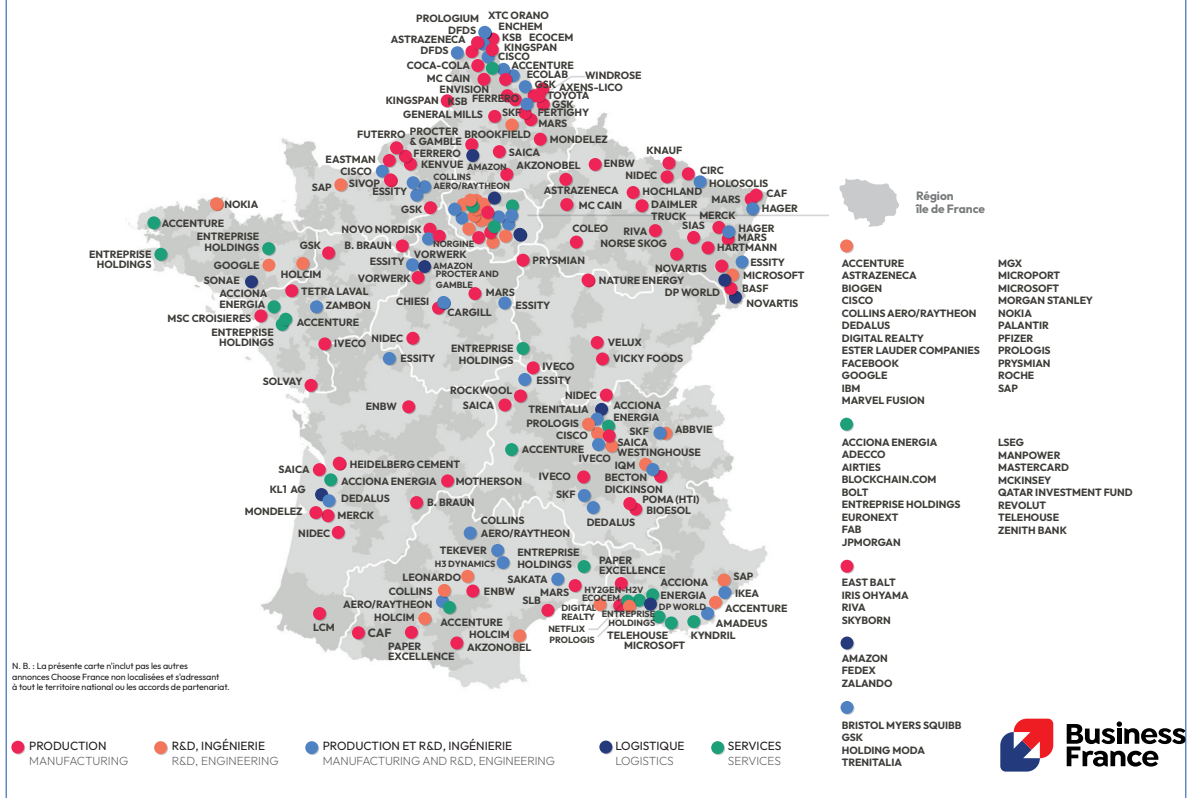 PROLOGIUM
XTC ORANO
DFDS
ENCHEM
ASTRAZENECA
KSB
ECOCEM
DFDS
KINGSPAN
CISCO
COCA-COLA
ACCENTURE
MC CAIN
ECOLAB
WINDROSE
ENVISION
GSK
AXENS-LICO
KINGSPAN
KSB
FERRERO
TOYOTA
GSK
GENERAL MILLS
SKF
FERTIGHY
MARS
FUTERRO
PROCTER
& GAMBLE
BROOKFIELD
MONDELEZ
EASTMAN
FERRERO
SAICA
CISCO
KENVUE
AMAZON
AKZONOBEL
ENBW
KNAUF
SAP
SIVOP
ESSITY
COLLINS
AERO/RAYTHEON
NIDEC
CIRC
HOLOSOLIS
NOKIA
ASTRAZENECA
HOCHLAND
MARS
CAF
GSK
MC CAIN
DAIMLER
TRUCK
HAGER
ACCENTURE
MERCK
ENTERPRISE
HOLDINGS
NOVO NORDISK
COLEO
RIVA
SIAS
HAGER
MARS
GSK
B. BRAUN
NORGINE
NORSE SKOG
HARTMANN
ENTREPRISE
HOLDINGS
GOOGLE
HOLCIM
ESSITY
VORWERK
AMAZON
PRYSMIAN
ESSITY
SONAE
VORWERK
PROCTER AND
GAMBLE
NOVARTIS
MICROSOFT
ACCIONA
ENERGIA
TETRA LAVAL
MARS
NATURE ENERGY
DP WORLD
BASF
NOVARTIS
ZAMBON
CHIESI
CARGILL
ESSITY
MSC CROISIERES
ACCENTURE
ENTREPRISE
HOLDINGS
IVECO
NIDEC
ENTREPRISE
HOLDINGS
VELUX
ESSITY
VICKY FOODS
IVECO
SOLVAY
ESSITY
ROCKWOOL
NIDEC
ENBW
SAICA
TRENITALIA
ACCIONA
ENERGIA
PROLOGIS
SKF
ABBVIE
CISCO
SAICA
ACCENTURE
IVECO
WESTINGHOUSE
SAICA
HEIDELBERG CEMENT
IQM
ACCIONA ENERGIA
MOTHERSON
IVECO
BECTON
DICKINSON
KL1 AG
DEDALUS
B. BRAUN
SKF
POMA (HTI)
BIOESOL
MONDELEZ
MERCK
DEDALUS
NIDEC
COLLINS
AERO/RAYTHEON
TEKEVER
H3 DYNAMICS
ENTREPRISE
HOLDINGS
PAPER
EXCELLENCE
LEONARDO
SAKATA
ACCIONA
ENERGIA
SAP
COLLINS
AERO/RAYTHEON
ENBW
MARS
HY2GEN-H2V
ECOCEM
IKEA
SLB
DIGITAL
REALTY
ENTREPRISE
HOLDINGS
DP WORLD
ACCENTURE
HOLCIM
ACCENTURE
NETFLIX
PROLOGIS
AMADEUS
LCM
CAF
HOLCIM
TELEHOUSE
KYNDRIL
PAPER
EXCELLENCE
AKZONOBEL
MICROSOFT
N. B. : La présente carte n'inclut pas les autres
annonces Choose France non localisées et s'adressant
à tout le territoire national ou les accords de partenariat.
Région
île de France
ACCENTURE
ASTRAZENECA
BIOGEN
CISCO
COLLINS AERO/RAYTHEON
DEDALUS
DIGITAL REALTY
ESTER LAUDER COMPANIES
FACEBOOK
GOOGLE
IBM
MARVEL FUSION
MGX
MICROPORT
MICROSOFT
MORGAN STANLEY
NOKIA
PALANTIR
PFIZER
PROLOGIS
PRYSMIAN
ROCHE
SAP
ACCIONA ENERGIA
ADECCO
AIRTIES
BLOCKCHAIN.COM
BOLT
ENTREPRISE HOLDINGS
EURONEXT
FAB
JPMORGAN
LSEG
MANPOWER
MASTERCARD
MCKINSEY
QATAR INVESTMENT FUND
REVOLUT
TELEHOUSE
ZENITH BANK
EAST BALT
IRIS OHYAMA
RIVA
SKYBORN
AMAZON
FEDEX
ZALANDO
BRISTOL MYERS SQUIBB
GSK
HOLDING MODA
TRENITALIA
PRODUCTION
MANUFACTURING
R&D, INGÉNIERIE
R&D, ENGINEERING
PRODUCTION ET R&D, INGÉNIERIE
MANUFACTURING AND R&D, ENGINEERING
LOGISTIQUE
LOGISTICS
SERVICES
SERVICES
Business
France